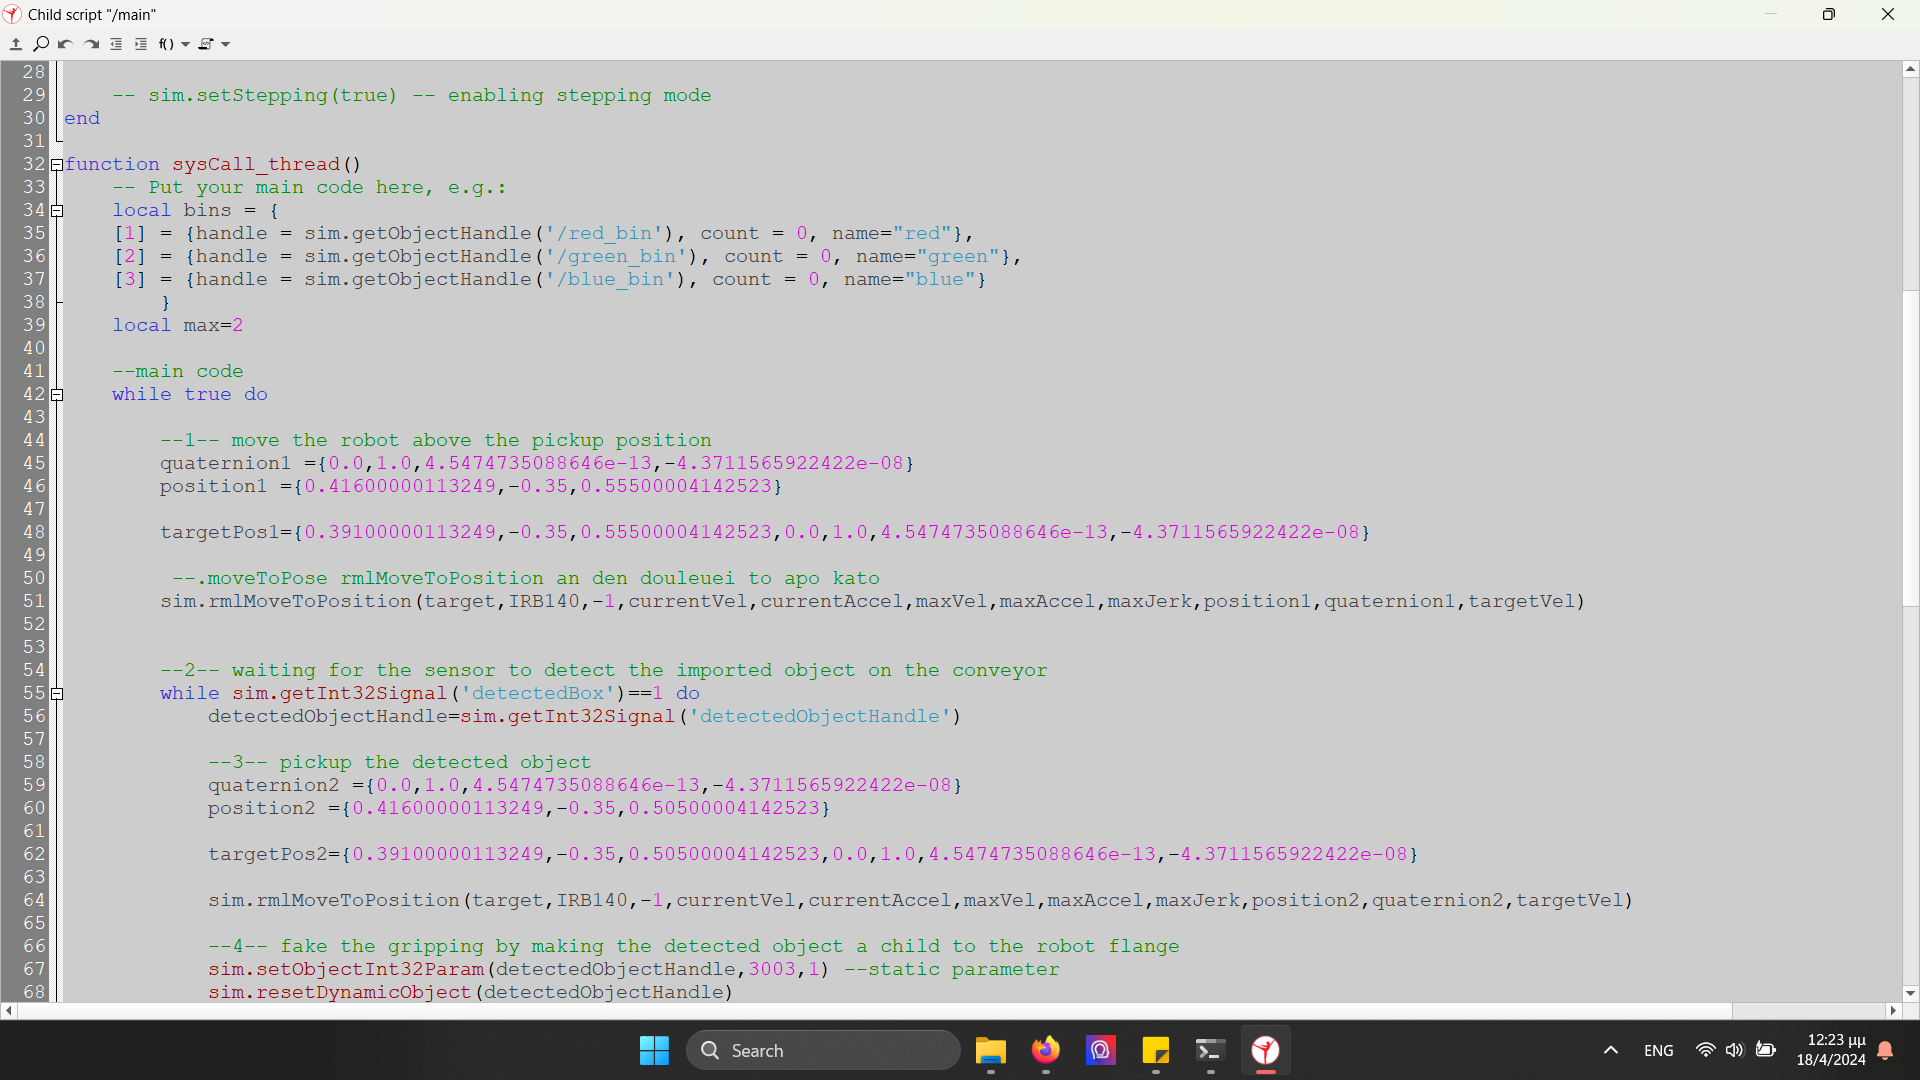 Child script "/main"
f()
28
29 -- sim.setStepping(true) -- enabling stepping mode
30 end
31
32 function sysCall_thread()
33 -- Put your main code here, e.g.:
34 local bins = {
35 [1] = {handle = sim.getObjectHandle('/red_bin'), count = 0, name="red"},
36 [2] = {handle = sim.getObjectHandle('/green_bin'), count = 0, name="green"},
37 [3] = {handle = sim.getObjectHandle('/blue_bin'), count = 0, name="blue"}
38 }
39 local max=2
40
41 --main code
42 while true do
43
44 --1-- move the robot above the pickup position
45 quaternion1 ={0.0,1.0,4.5474735088646e-13,-4.3711565922422e-08}
46 position1 ={0.41600000113249,-0.35,0.55500004142523}
47
48 targetPos1={0.39100000113249,-0.35,0.55500004142523,0.0,1.0,4.5474735088646e-13,-4.3711565922422e-08}
49
50 --.moveToPose rmlMoveToPosition an den douleuei to apo kato
51 sim.rmlMoveToPosition(target,IRB140,-1,currentVel,currentAccel,maxVel,maxAccel,maxJerk,position1,quaternion1,targetVel)
52
53
54 --2-- waiting for the sensor to detect the imported object on the conveyor
55 while sim.getInt32Signal('detectedBox')==1 do
56 detectedObjectHandle=sim.getInt32Signal('detectedObjectHandle')
57
58 --3-- pickup the detected object
59 quaternion2 ={0.0,1.0,4.5474735088646e-13,-4.3711565922422e-08}
60 position2 ={0.41600000113249,-0.35,0.50500004142523}
61
62 targetPos2={0.39100000113249,-0.35,0.50500004142523,0.0,1.0,4.5474735088646e-13,-4.3711565922422e-08}
63
64 sim.rmlMoveToPosition(target,IRB140,-1,currentVel,currentAccel,maxVel,maxAccel,maxJerk,position2,quaternion2,targetVel)
65
66 --4-- fake the gripping by making the detected object a child to the robot flange
67 sim.setObjectInt32Param(detectedObjectHandle,3003,1) --static parameter
68 sim.resetDynamicObject(detectedObjectHandle)
Search
ENG
12:23 μμ
18/4/2024